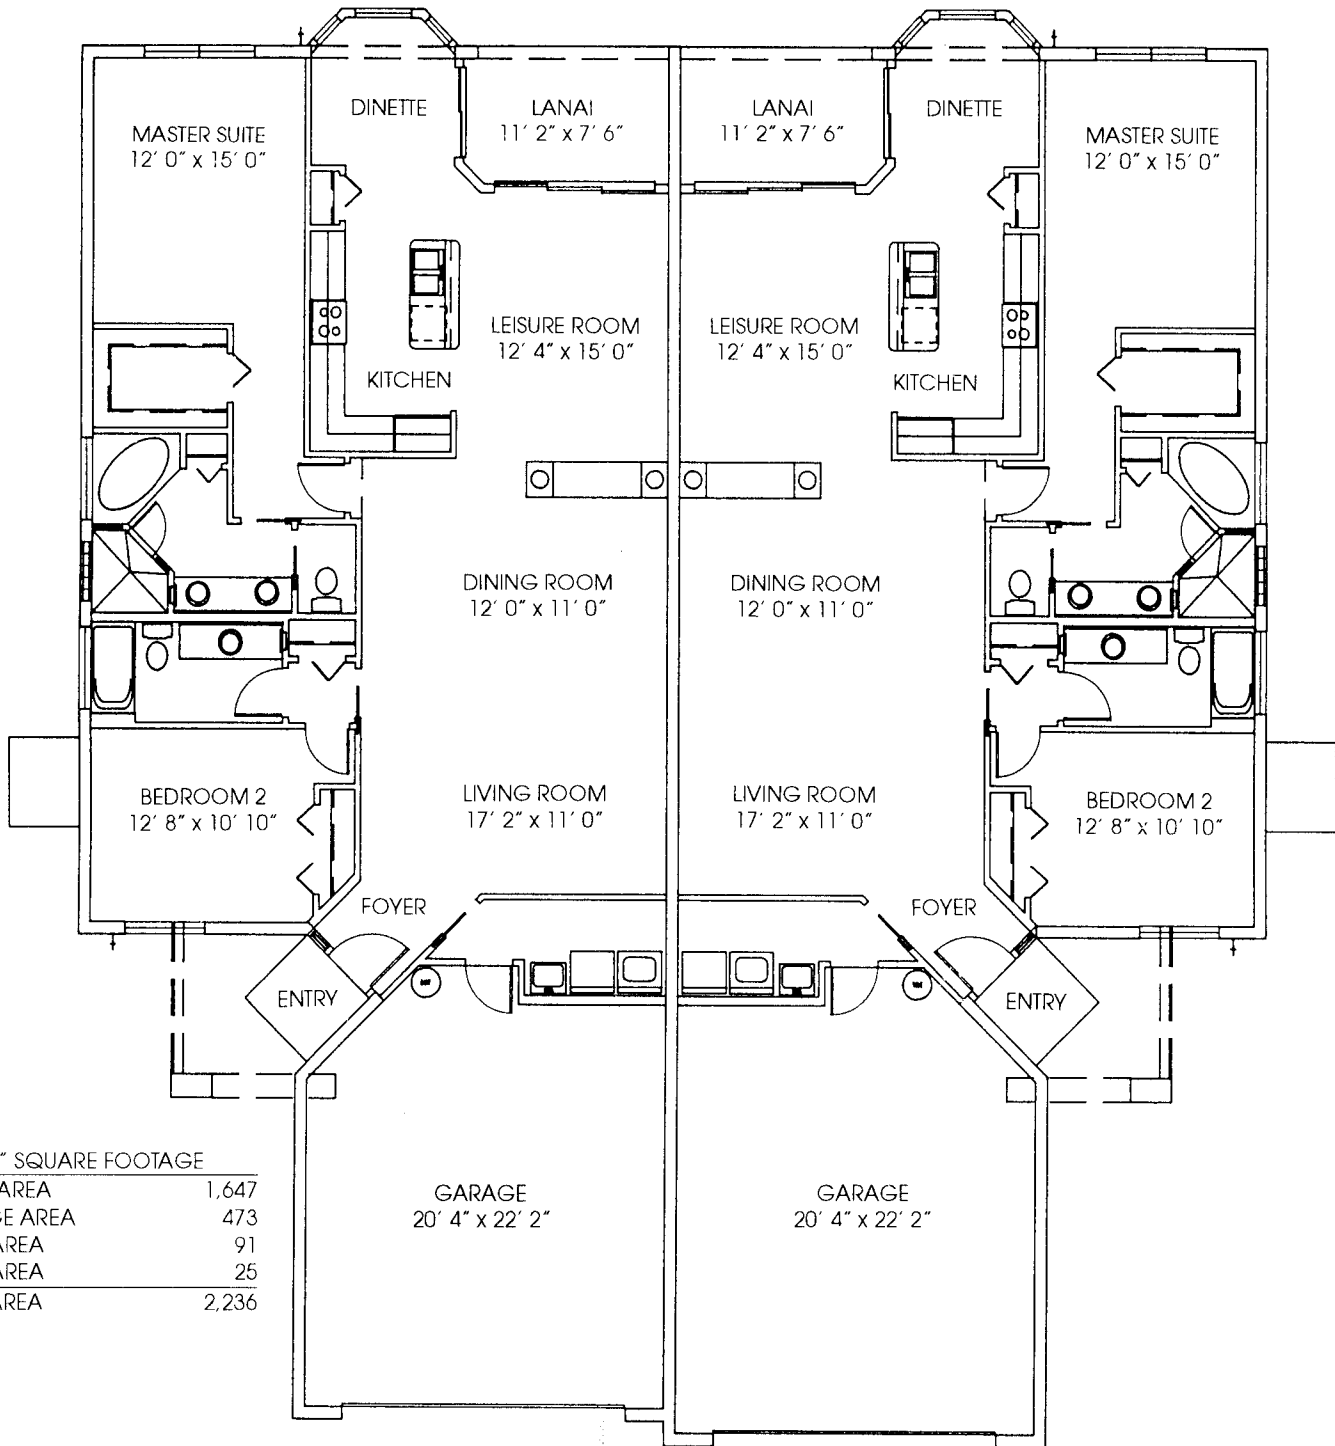 DINETTE
LANAI
11' 2" x 7' 6"
LANAI
11' 2" x 7' 6"
DINETTE
MASTER SUITE
12' 0" x 15' 0"
MASTER SUITE
12' 0" x 15' 0"
LEISURE ROOM
12' 4" x 15' 0"
LEISURE ROOM
12' 4" x 15' 0"
KITCHEN
KITCHEN
DINING ROOM
12' 0" x 11' 0"
DINING ROOM
12' 0" x 11' 0"
BEDROOM 2
12' 8" x 10' 10"
LIVING ROOM
17' 2" x 11' 0"
LIVING ROOM
17' 2" x 11' 0"
BEDROOM 2
12' 8" x 10' 10"
FOYER
FOYER
ENTRY
ENTRY
GARAGE
20' 4" x 22' 2"
GARAGE
20' 4" x 22' 2"
" SQUARE FOOTAGE
AREA 1,647
GE AREA 473
AREA 91
AREA 25
AREA 2,236